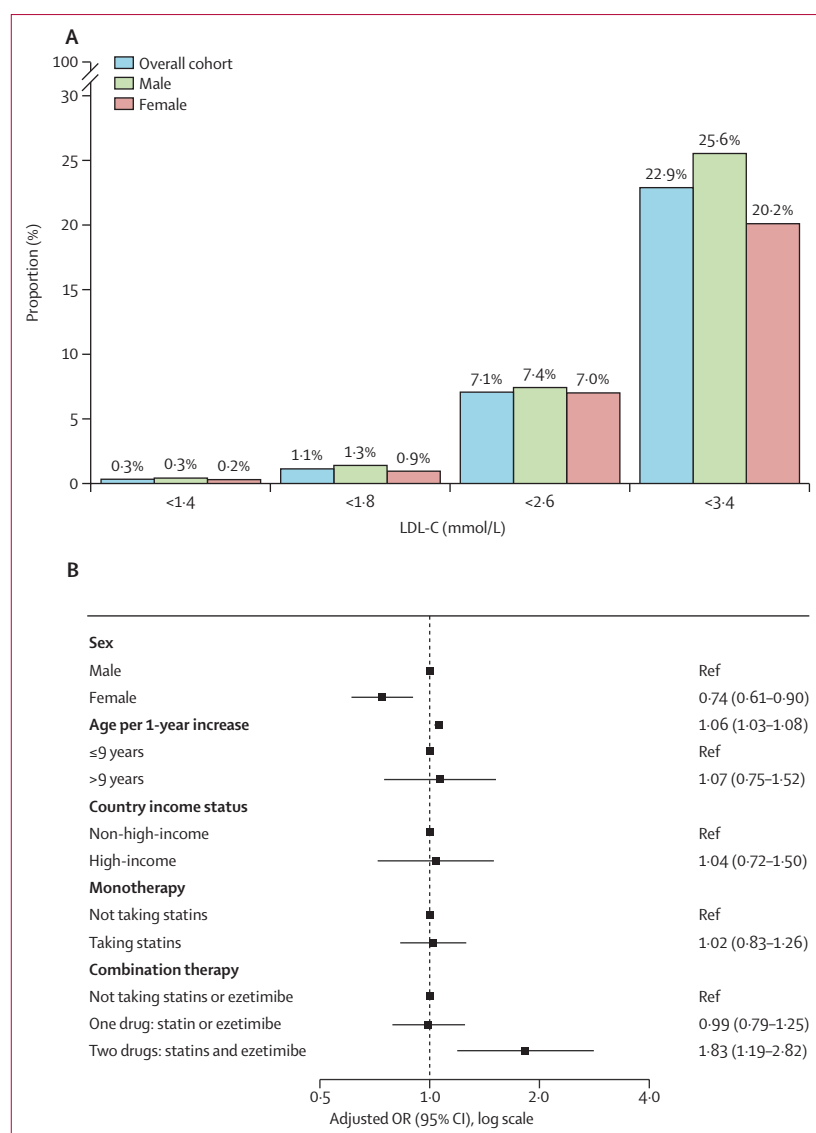 A
Overall cohort
Male
Female
100
30
25
20
15
10
5
0
Proportion (%)
0·3%
0·3%
0·2%
1·1%
1·3%
0·9%
7·1%
7·4%
7·0%
22·9%
25·6%
20·2%
<1·4
<1·8
<2·6
<3·4
LDL-C (mmol/L)
B
Sex
Male Ref
Female 0·74 (0·61–0·90)
Age per 1-year increase 1·06 (1·03–1·08)
≤9 years Ref
>9 years 1·07 (0·75–1·52)
Country income status
Non-high-income Ref
High-income 1·04 (0·72–1·50)
Monotherapy
Not taking statins Ref
Taking statins 1·02 (0·83–1·26)
Combination therapy
Not taking statins or ezetimibe Ref
One drug: statin or ezetimibe 0·99 (0·79–1·25)
Two drugs: statins and ezetimibe 1·83 (1·19–2·82)
0·5 1·0 2·0 4·0
Adjusted OR (95% CI), log scale